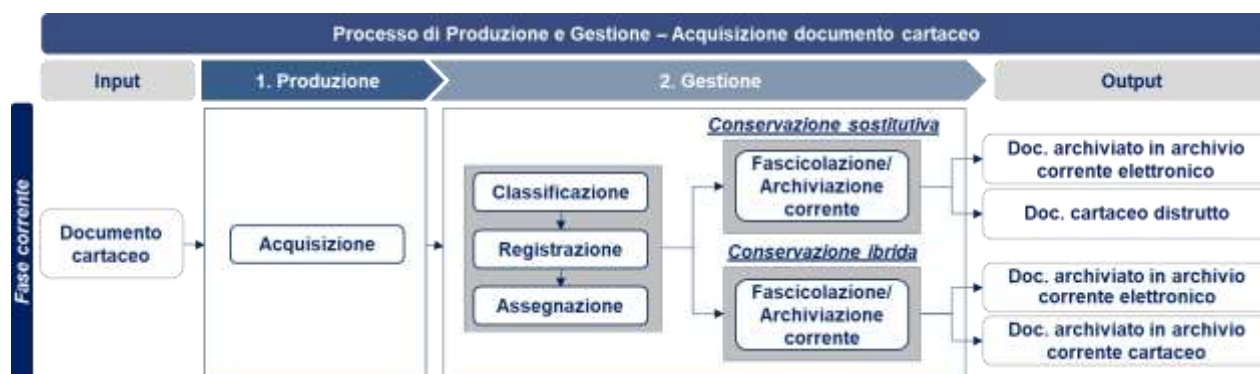 Processo di Produzione e Gestione – Acquisizione documento cartaceo
Input
1. Produzione
2. Gestione
Output
Fase corrente
Documento
cartaceo
Acquisizione
Classificazione
Registrazione
Assegnazione
Conservazione sostitutiva
Fascicolazione/
Archiviazione
corrente
Conservazione ibrida
Fascicolazione/
Archiviazione
corrente
Doc. archiviato in archivio
corrente elettronico
Doc. cartaceo distrutto
Doc. archiviato in archivio
corrente elettronico
Doc. archiviato in archivio
corrente cartaceo